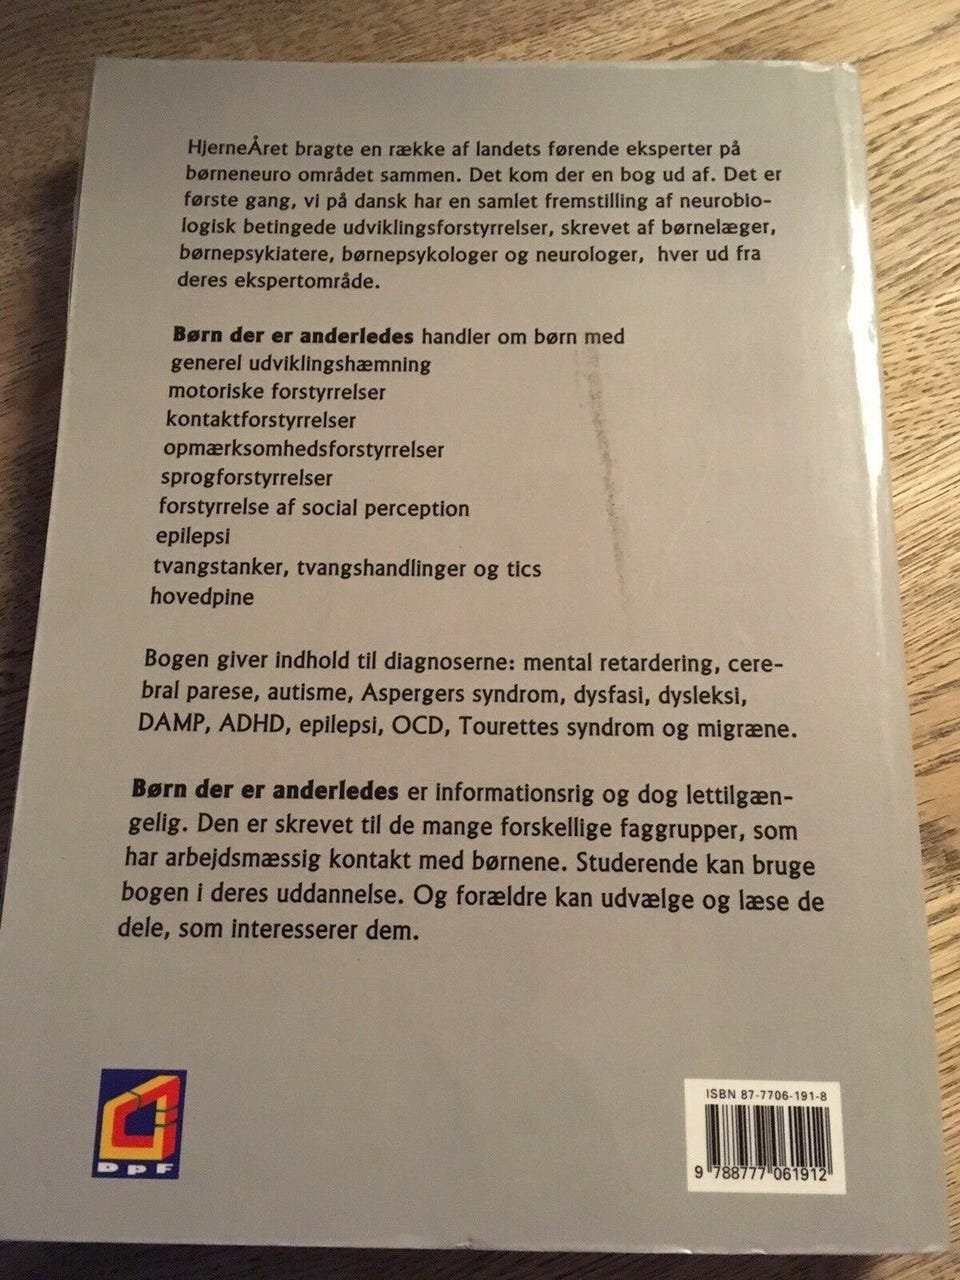 HjerneÅret bragte en række af landets førende eksperter på
børneneuro området sammen. Det kom der en bog ud af. Det er
første gang, vi på dansk har en samlet fremstilling af neurobio-
logisk betingede udviklingsforstyrrelser, skrevet af børnelæger,
børnepsykiatere, børnepsykologer og neurologer, hver ud fra
deres ekspertområde.
Børn der er anderledes handler om børn med
generel udviklingshæmning
motoriske forstyrrelser
kontaktforstyrrelser
opmærksomhedsforstyrrelser
sprogforstyrrelser
forstyrrelse af social perception
epilepsi
tvangstanker, tvangshandlinger og tics
hovedpine
Bogen giver indhold til diagnoserne: mental retardering, cere-
bral parese, autisme, Aspergers syndrom, dysfasi, dysleksi,
DAMP, ADHD, epilepsi, OCD, Tourettes syndrom og migræne.
Børn der er anderledes er informationsrig og dog lettilgæn-
gelig. Den er skrevet til de mange forskellige faggrupper, som
har arbejdsmæssig kontakt med børnene. Studerende kan bruge
bogen i deres uddannelse. Og forældre kan udvælge og læse de
dele, som interesserer dem.
DPF
ISBN 87-7706-191-8
9 788777 061912